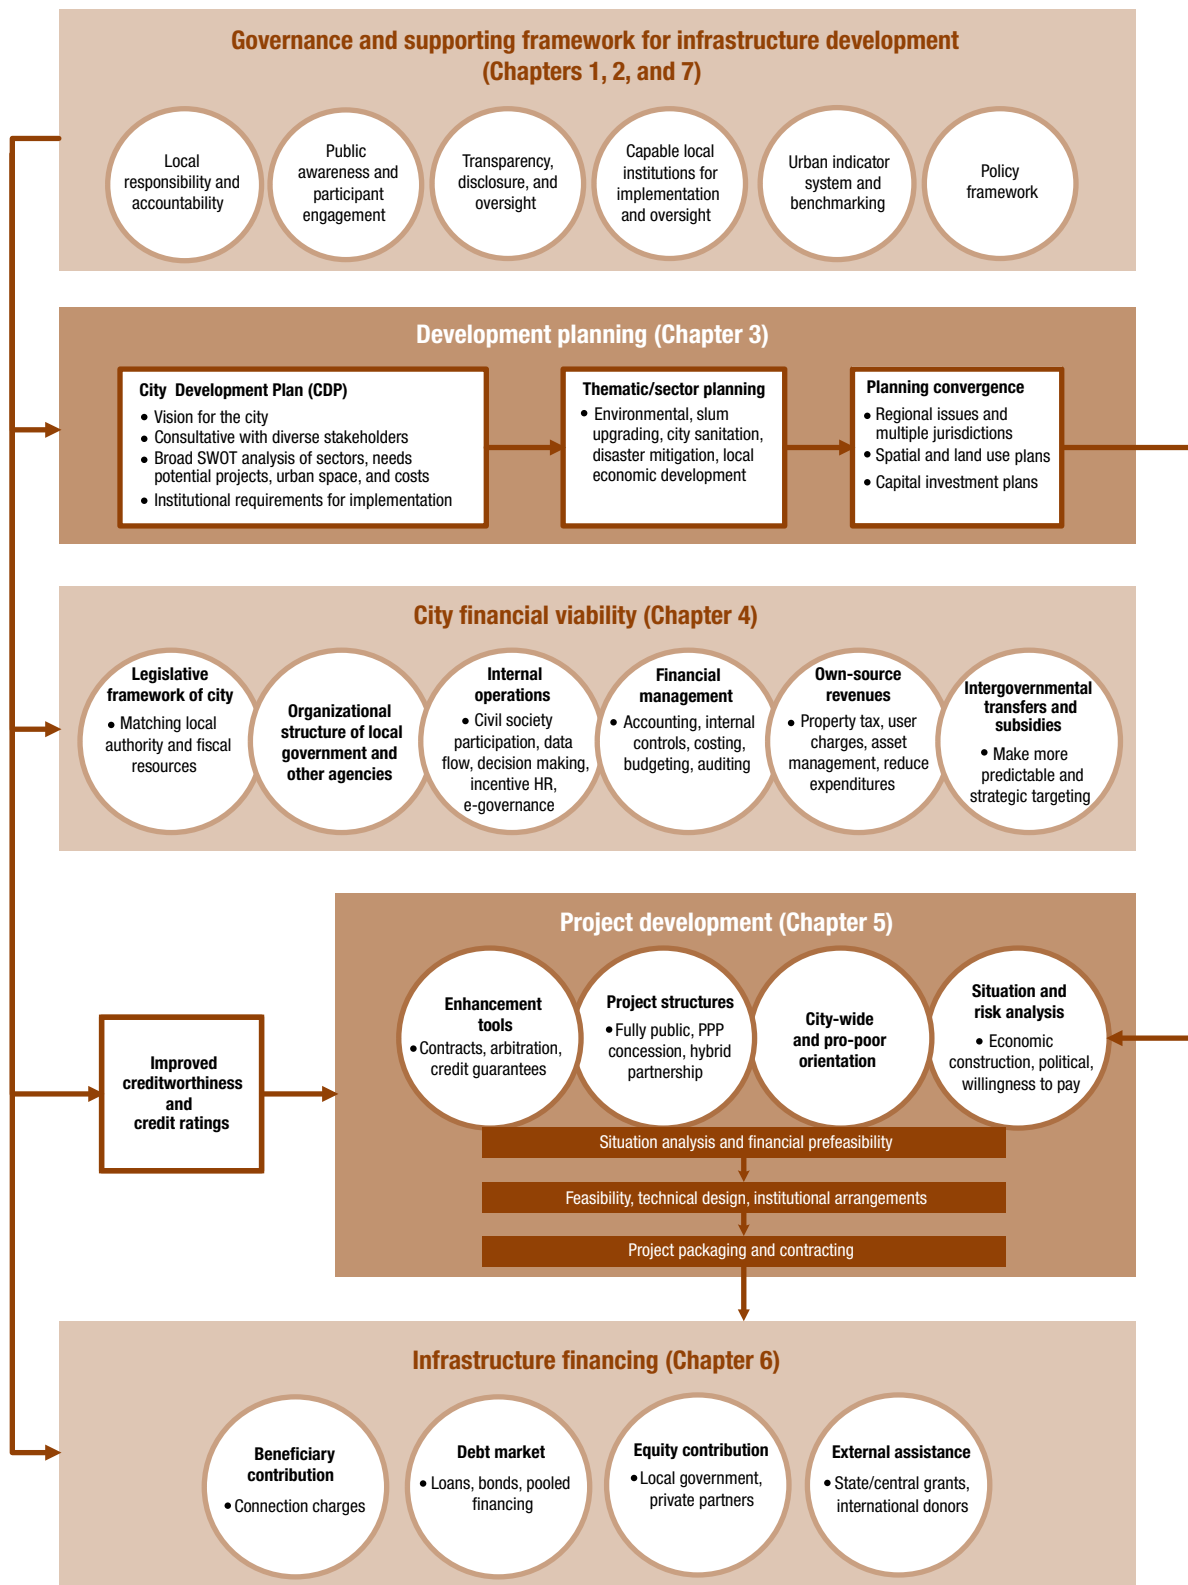 Governance and supporting framework for infrastructure development
(Chapters 1, 2, and 7)
Local
responsibility and
accountability
Public
awareness and
participant
engagement
Transparency,
disclosure, and
oversight
Capable local
institutions for
implementation
and oversight
Urban indicator
system and
benchmarking
Policy
framework
Development planning (Chapter 3)
City Development Plan (CDP)
• Vision for the city
• Consultative with diverse stakeholders
• Broad SWOT analysis of sectors, needs
potential projects, urban space, and costs
• Institutional requirements for implementation
Thematic/sector planning
• Environmental, slum
upgrading, city sanitation,
disaster mitigation, local
economic development
Planning convergence
• Regional issues and
multiple jurisdictions
• Spatial and land use plans
• Capital investment plans
City financial viability (Chapter 4)
Legislative
framework of city
• Matching local
authority and fiscal
resources
Organizational
structure of local
government and
other agencies
Internal
operations
• Civil society
participation, data
flow, decision making,
incentive HR,
e-governance
Financial
management
• Accounting, internal
controls, costing,
budgeting, auditing
Own-source
revenues
• Property tax, user
charges, asset
management, reduce
expenditures
Intergovernmental
transfers and
subsidies
• Make more
predictable and
strategic targeting
Project development (Chapter 5)
Enhancement
tools
• Contracts, arbitration,
credit guarantees
Project structures
• Fully public, PPP
concession, hybrid
partnership
City-wide
and pro-poor
orientation
Situation and
risk analysis
• Economic
construction, political,
willingness to pay
Improved
creditworthiness
and
credit ratings
Situation analysis and financial prefeasibility
Feasibility, technical design, institutional arrangements
Project packaging and contracting
Infrastructure financing (Chapter 6)
Beneficiary
contribution
• Connection charges
Debt market
• Loans, bonds, pooled
financing
Equity contribution
• Local government,
private partners
External assistance
• State/central grants,
international donors